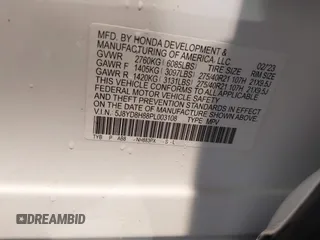 MFD. BY HONDA DEVELOPMENT &
MANUFACTURING OF AMERICA, LLC. 02/23
GVWR 2760KG ( 6085LBS) TIRE SIZE RIM SIZE
GAWR F 1405KG ( 3097LBS) 275/40R21 107H 21X9.5J
GAWR R 1420KG ( 3131LBS) 275/40R21 107H 21X9.5J
THIS VEHICLE CONFORMS TO ALL APPLICABLE
FEDERAL MOTOR VEHICLE SAFETY STANDARDS
IN EFFECT ON THE DATE OF MANUFACTURE SHOWN ABOVE.
V.I.N. 5J8YD8H88PL003108 TYPE MPV
DREAMBID